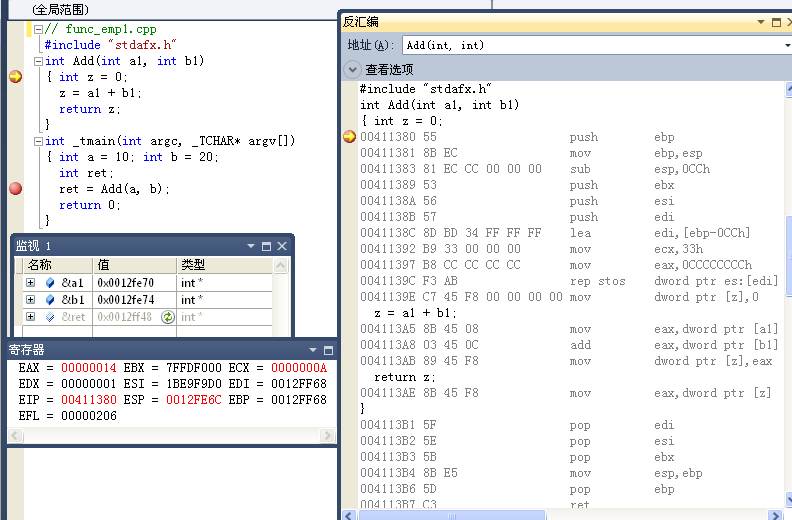 (全局范围)
// func_emp1.cpp
#include "stdafx.h"
int Add(int a1, int b1)
{ int z = 0;
z = a1 + b1;
return z;
}
int _tmain(int argc, _TCHAR* argv[])
{ int a = 10; int b = 20;
int ret;
ret = Add(a, b);
return 0;
}
监视 1
名称 值 类型
&a1 0x0012fe70 int *
&b1 0x0012fe74 int *
&ret 0x0012ff48 int *
寄存器
EAX = 00000014 EBX = 7FFDF000 ECX = 0000000A
EDX = 00000001 ESI = 1BE9F9D0 EDI = 0012FF68
EIP = 00411380 ESP = 0012FE6C EBP = 0012FF68
EFL = 00000206
反汇编
地址(A): Add(int, int)
查看选项
#include "stdafx.h"
int Add(int a1, int b1)
{ int z = 0;
00411380 55 push ebp
00411381 8B EC mov ebp,esp
00411383 81 EC CC 00 00 00 sub esp,0CCh
00411389 53 push ebx
0041138A 56 push esi
0041138B 57 push edi
0041138C 8D BD 34 FF FF FF lea edi,[ebp-0CCh]
00411392 B9 33 00 00 00 mov ecx,33h
00411397 B8 CC CC CC CC mov eax,0CCCCCCCCh
0041139C F3 AB rep stos dword ptr es:[edi]
0041139E C7 45 F8 00 00 00 00 mov dword ptr [z],0
z = a1 + b1;
004113A5 8B 45 08 mov eax,dword ptr [a1]
004113A8 03 45 0C add eax,dword ptr [b1]
004113AB 89 45 F8 mov dword ptr [z],eax
return z;
004113AE 8B 45 F8 mov eax,dword ptr [z]
}
004113B1 5F pop edi
004113B2 5E pop esi
004113B3 5B pop ebx
004113B4 8B E5 mov esp,ebp
004113B6 5D pop ebp
004113B7 C3 ret